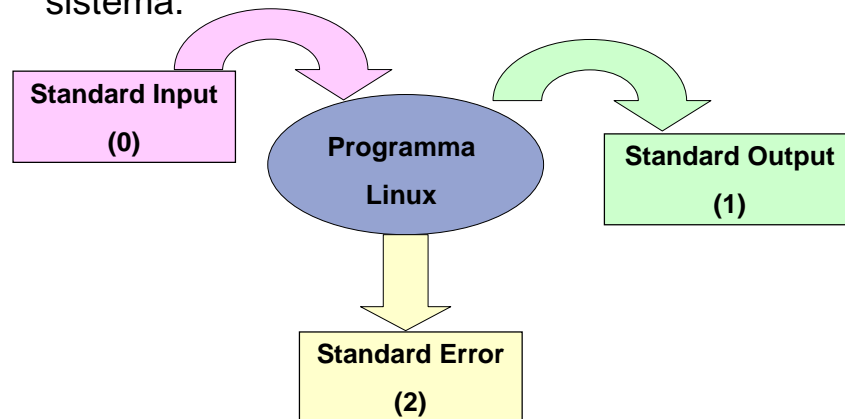 sistema.
Standard Input
(0)
Programma
Linux
Standard Output
(1)
Standard Error
(2)